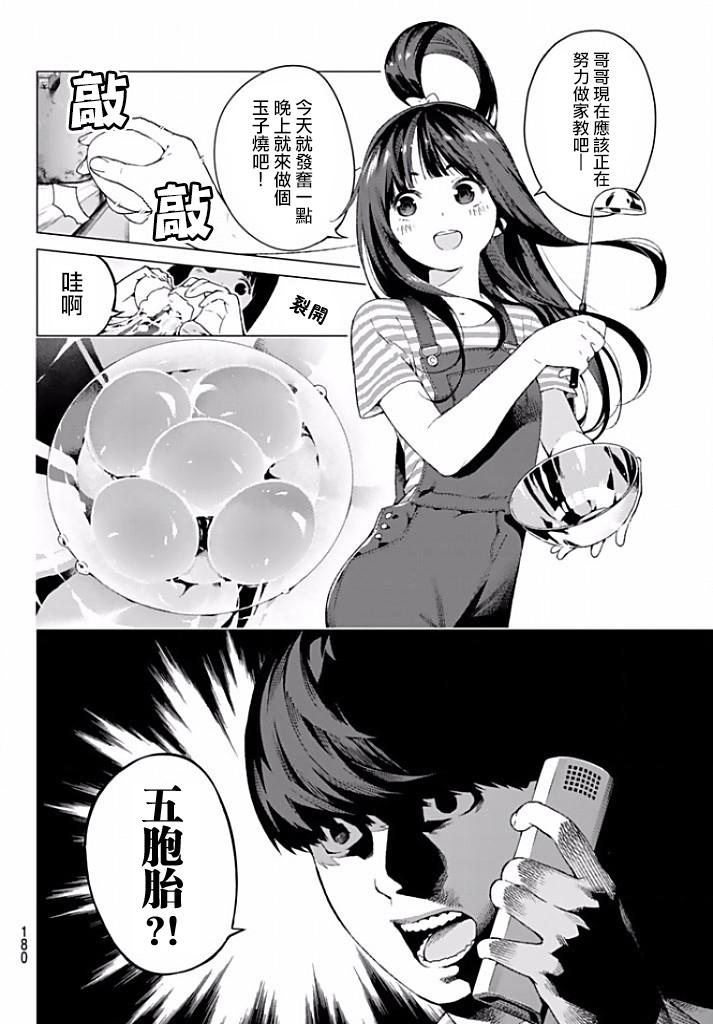 哥哥現在應該正在
努力做家教吧—
今天就發奮一點
晚上就來做個
玉子燒吧！
敲
敲
裂開
哇啊
五胞胎?!
180